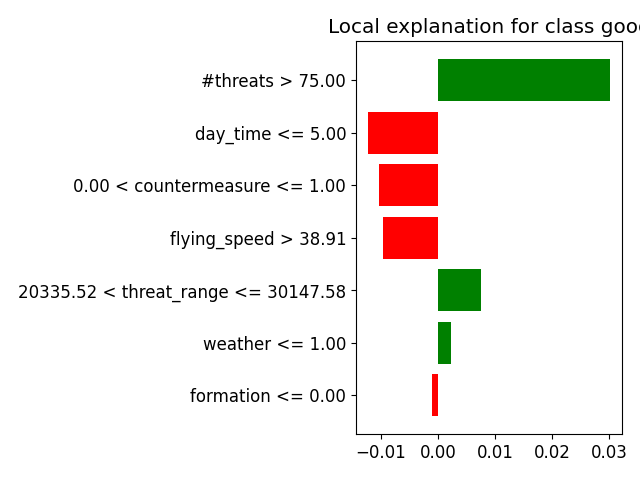 Local explanation for class goo
#threats > 75.00
day_time <= 5.00
0.00 < countermeasure <= 1.00
flying_speed > 38.91
20335.52 < threat_range <= 30147.58
weather <= 1.00
formation <= 0.00
−0.01 0.00 0.01 0.02 0.03